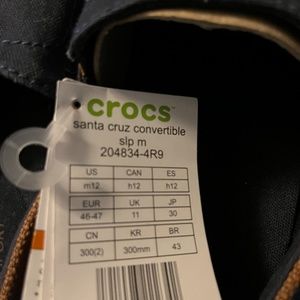 crocs™
santa cruz convertible
slp m
204834-4R9
US CAN ES
m12 h12 h12
EUR UK JP
46-47 11 30
CN KR BR
300(2) 300mm 43